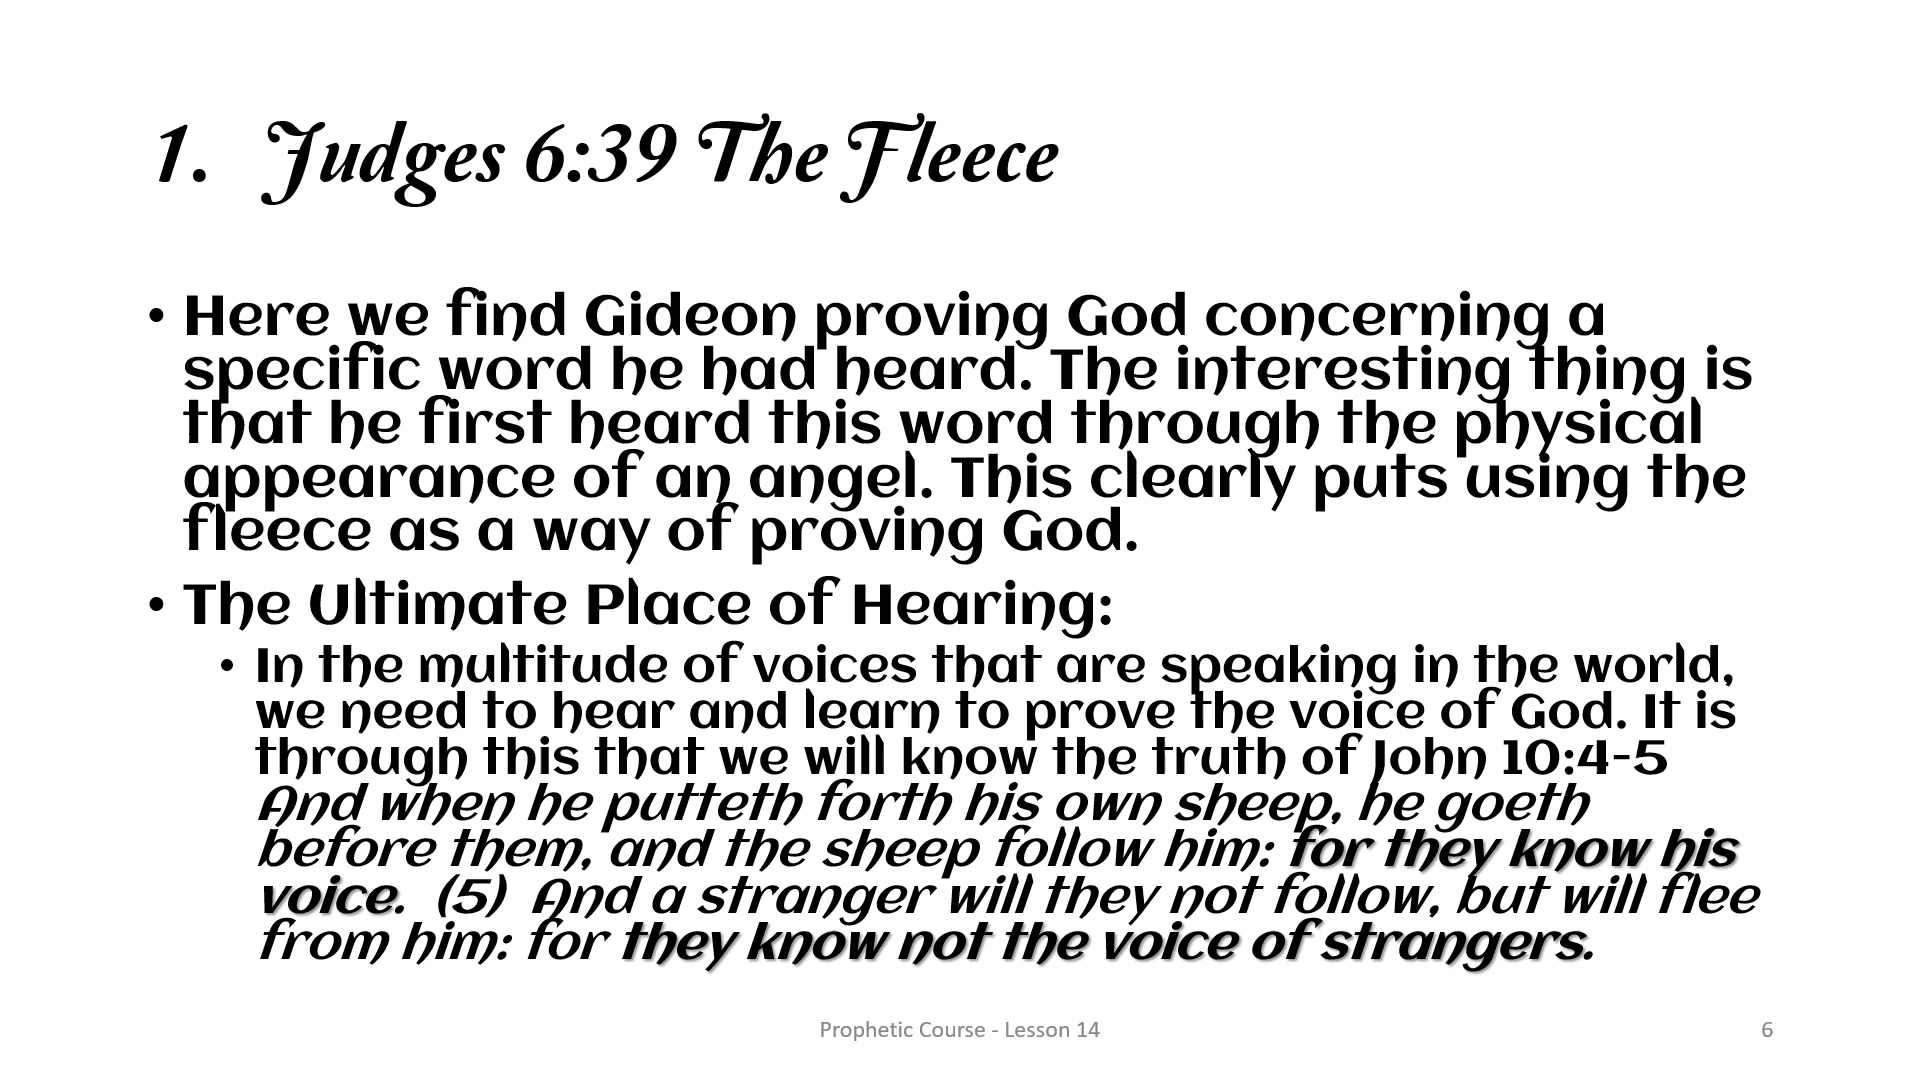 1. Judges 6:39 The Fleece
• Here we find Gideon proving God concerning a
specific word he had heard. The interesting thing is
that he first heard this word through the physical
appearance of an angel. This clearly puts using the
fleece as a way of proving God.
• The Ultimate Place of Hearing:
• In the multitude of voices that are speaking in the world,
we need to hear and learn to prove the voice of God. It is
through this that we will know the truth of John 10:4-5
And when he putteth forth his own sheep, he goeth
before them, and the sheep follow him: for they know his
voice. (5) And a stranger will they not follow, but will flee
from him: for they know not the voice of strangers.
Prophetic Course - Lesson 14
6